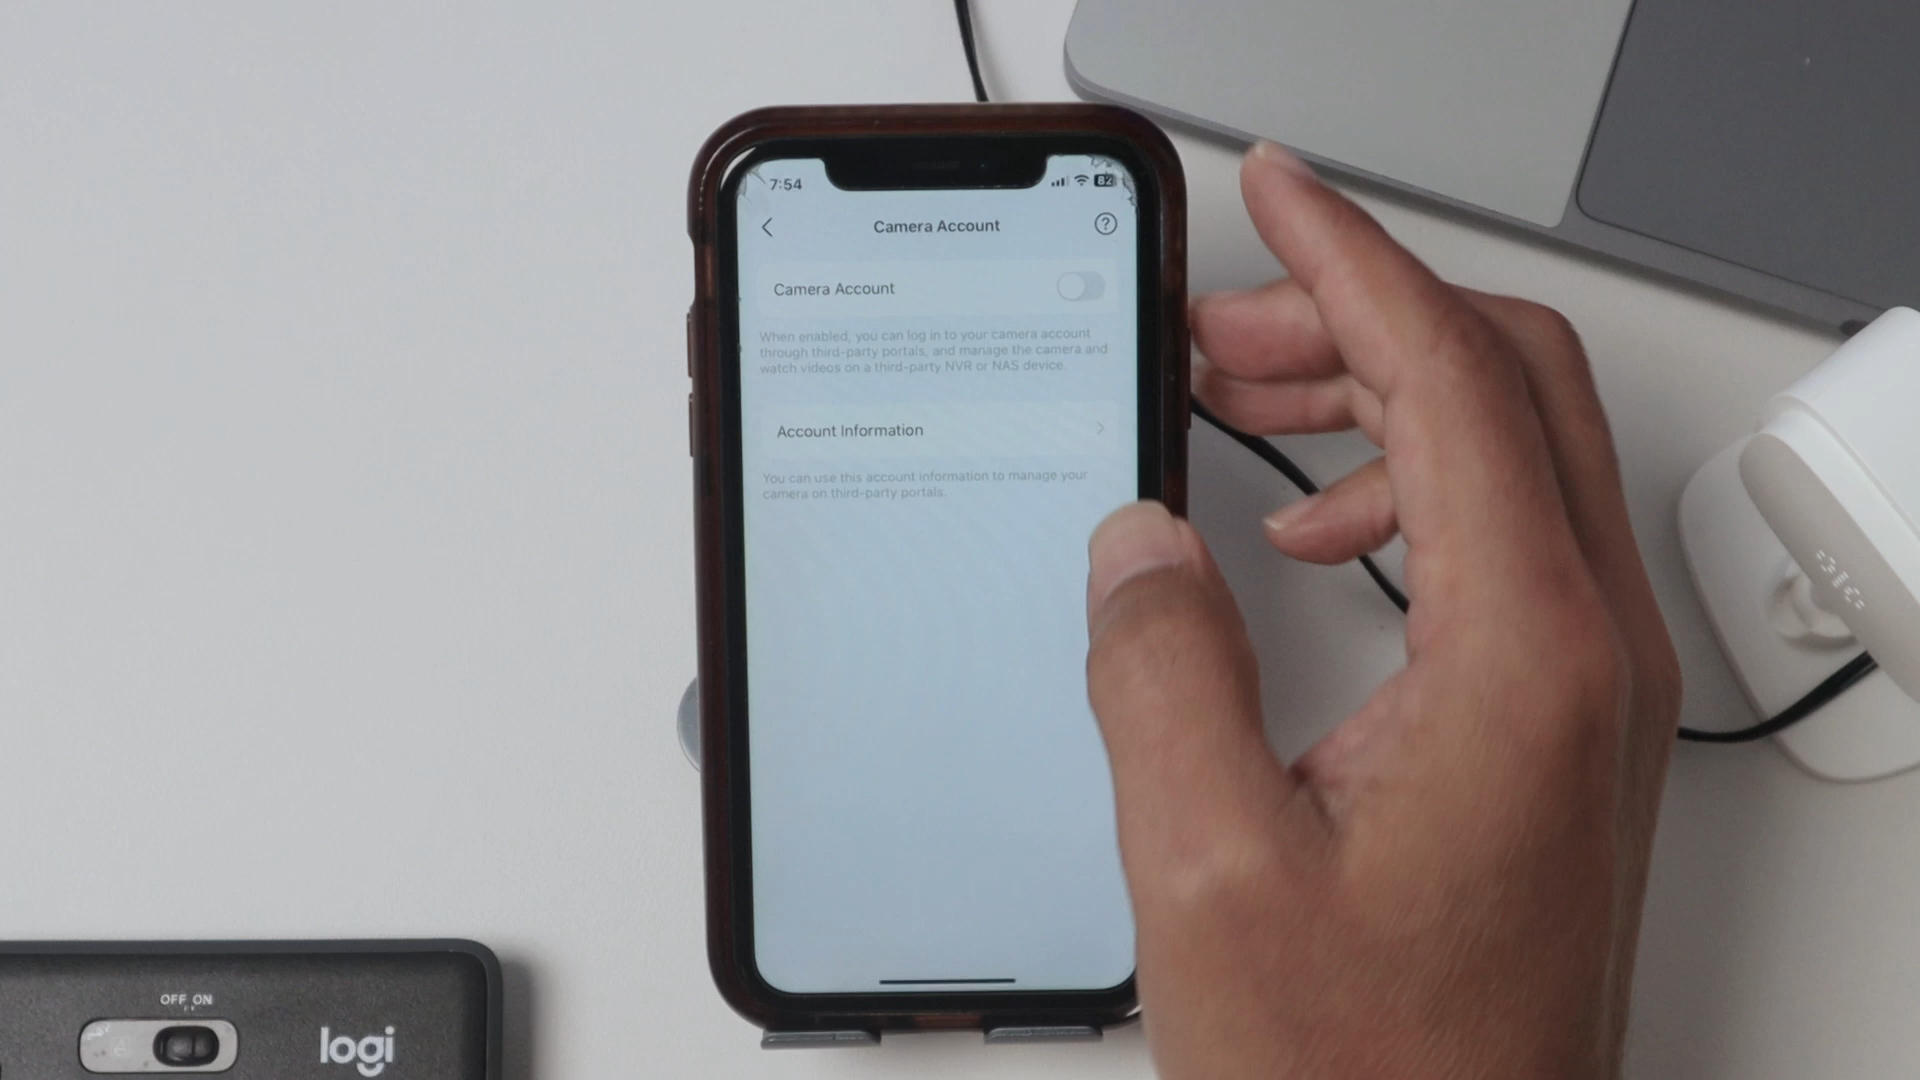 7:54
82
Camera Account
Camera Account
When enabled, you can log in to your camera account
through third-party portals, and manage the camera and
watch videos on a third-party NVR or NAS device.
Account Information
You can use this account information to manage your
camera on third-party portals.
OFF ON
logi